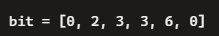 bit = [0, 2, 3, 3, 6, 0]